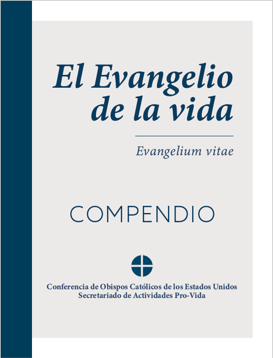 El Evangelio
de la vida
Evangelium vitae
COMPENDIO
Conferencia de Obispos Católicos de los Estados Unidos
Secretariado de Actividades Pro-Vida